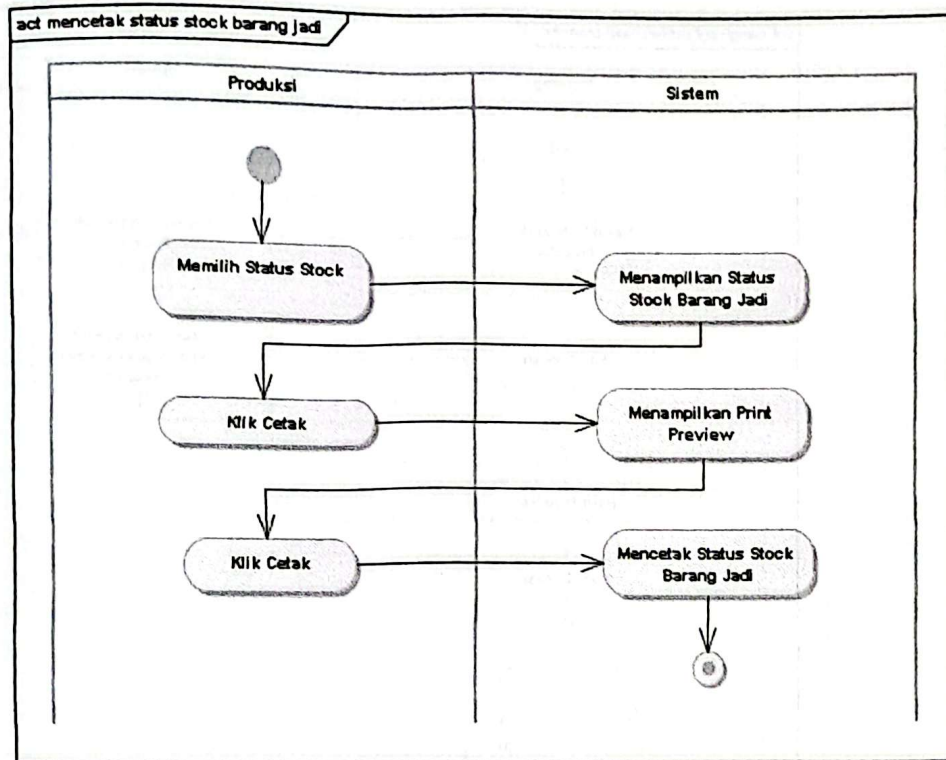 act mencetak status stock barang jadi
Produksi
Sistem
Memilih Status Stock
Menampilkan Status
Stock Barang Jadi
Klik Cetak
Menampilkan Print
Preview
Klik Cetak
Mencetak Status Stock
Barang Jadi